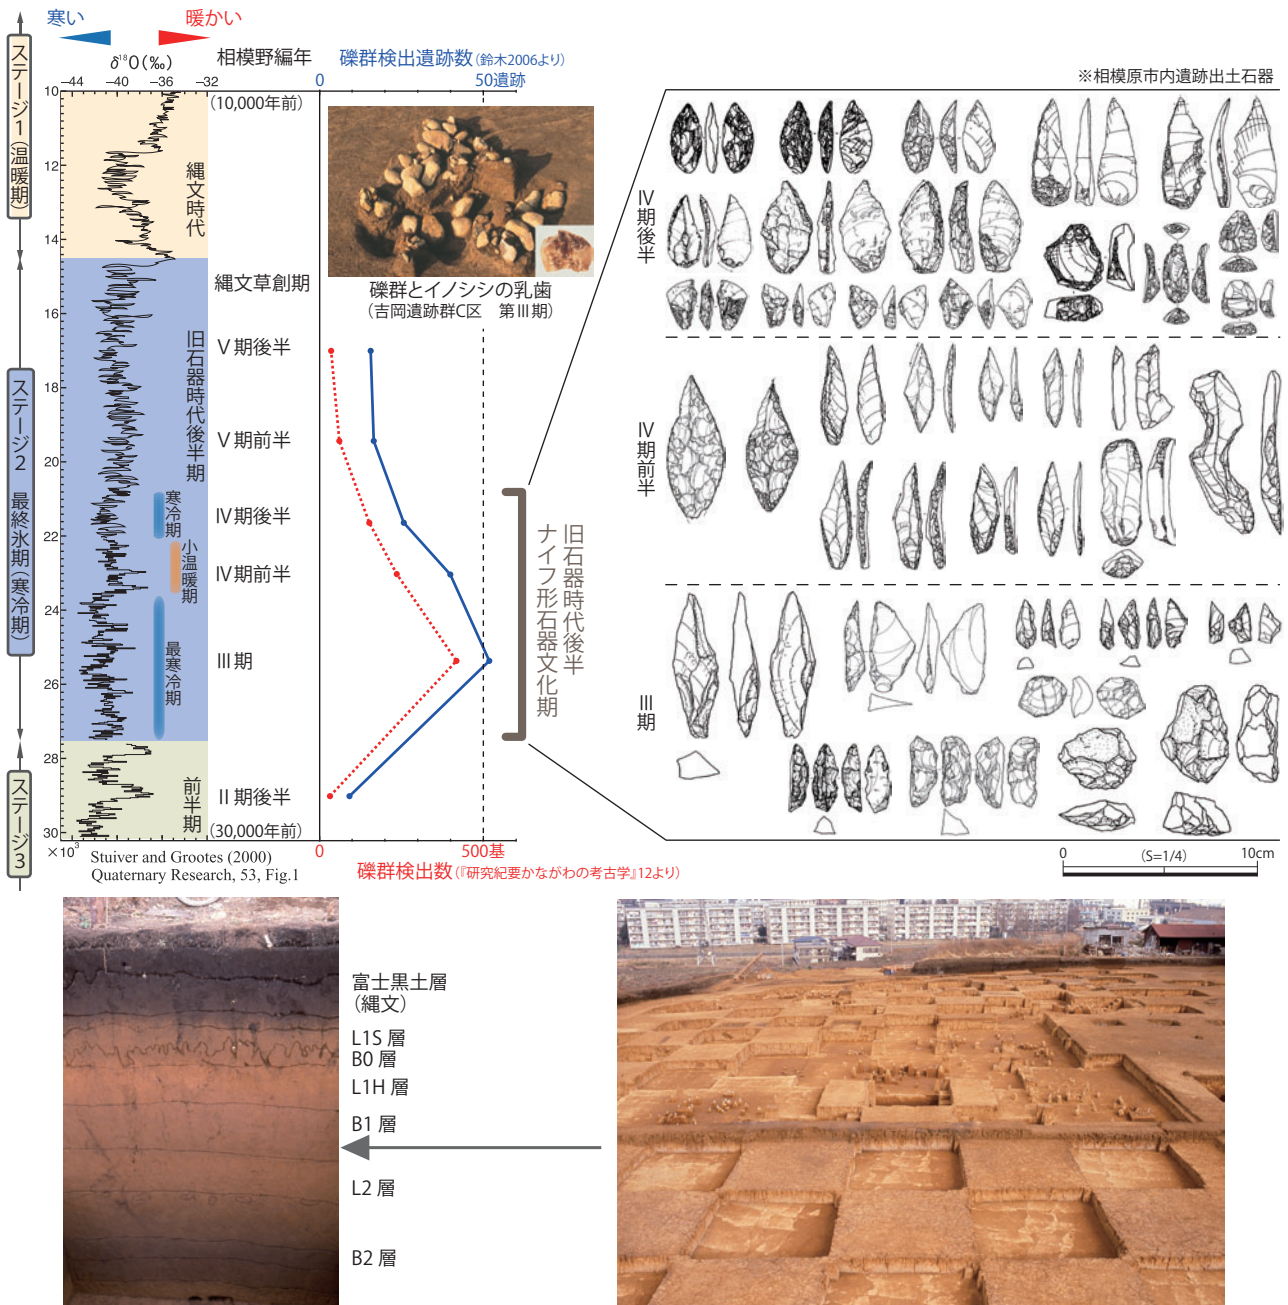 寒い
暖かい
δ¹⁸O(‰)
−44 −40 −36 −32
相模野編年
礫群検出遺跡数(鈴木2006より)
0 50遺跡
※相模原市内遺跡出土石器
ステージ1(温暖期)
ステージ2 最終氷期(寒冷期)
ステージ3
10
12
14
16
18
20
22
24
26
28
30
×10³
縄文時代
旧石器時代後半期
寒冷期
小温暖期
最寒冷期
前半期
(10,000年前)
縄文草創期
Ⅴ期後半
Ⅴ期前半
Ⅳ期後半
Ⅳ期前半
Ⅲ期
Ⅱ期後半
(30,000年前)
礫群とイノシシの乳歯
(吉岡遺跡群C区 第Ⅲ期)
旧石器時代後半
ナイフ形石器文化期
Ⅳ期後半
Ⅳ期前半
Ⅲ期
0 500基
礫群検出数(『研究紀要かながわの考古学』12より)
Stuiver and Grootes (2000)
Quaternary Research, 53, Fig.1
0 (S=1/4) 10cm
富士黒土層
(縄文)
L1S 層
B0 層
L1H 層
B1 層
L2 層
B2 層